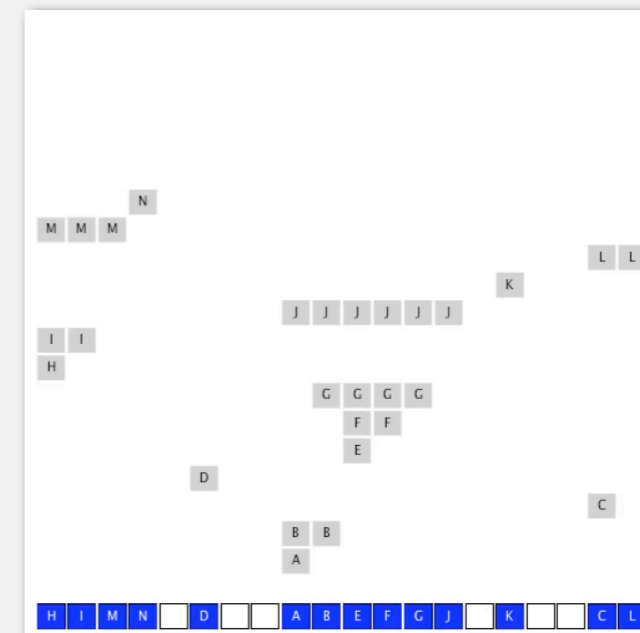 N
M M M
L L
K
J J J J J J
I I
H
G G G G
F F
E
D
C
B B
A
H I M N D A B E F G J K C L